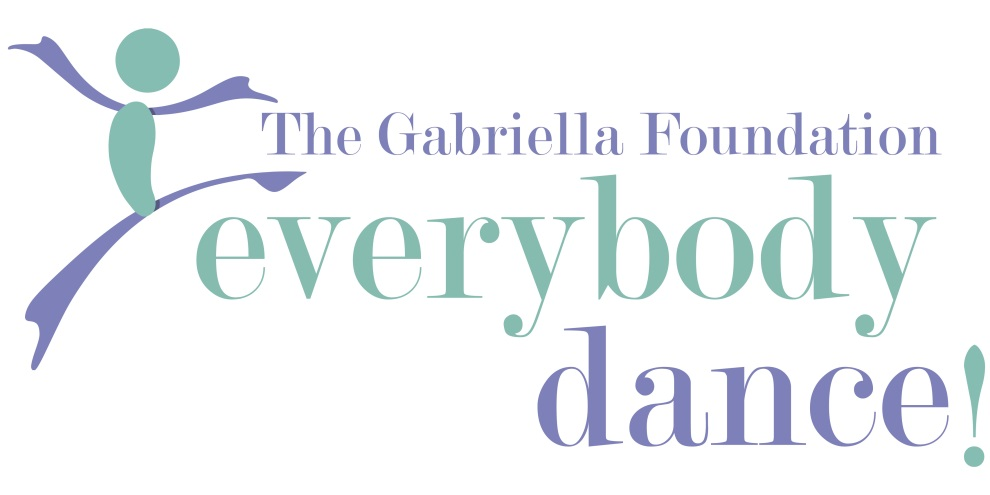 The Gabriella Foundation
everybody
dance!